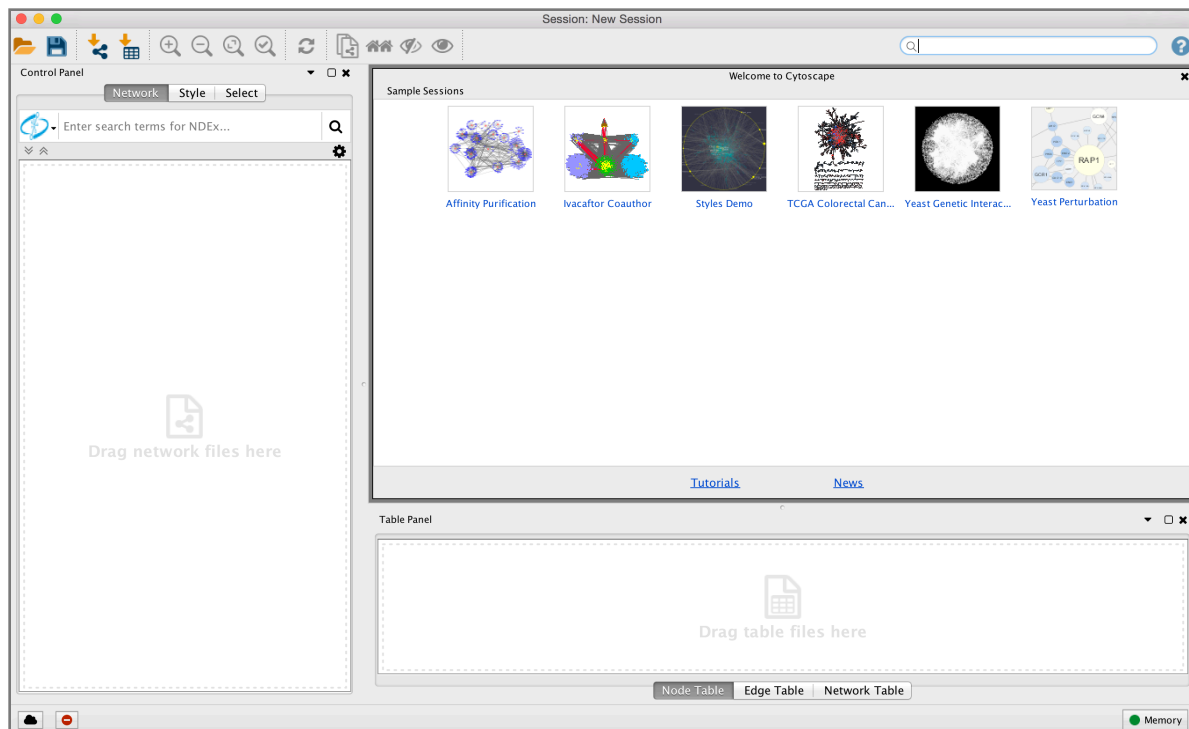 Session: New Session
Control Panel
Network Style Select
Enter search terms for NDEx...
Drag network files here
Welcome to Cytoscape
Sample Sessions
RAP1
GCN4
GCR1
Affinity Purification
Ivacaftor Coauthor
Styles Demo
TCGA Colorectal Can...
Yeast Genetic Interac...
Yeast Perturbation
Tutorials
News
Table Panel
Drag table files here
Node Table Edge Table Network Table
Memory